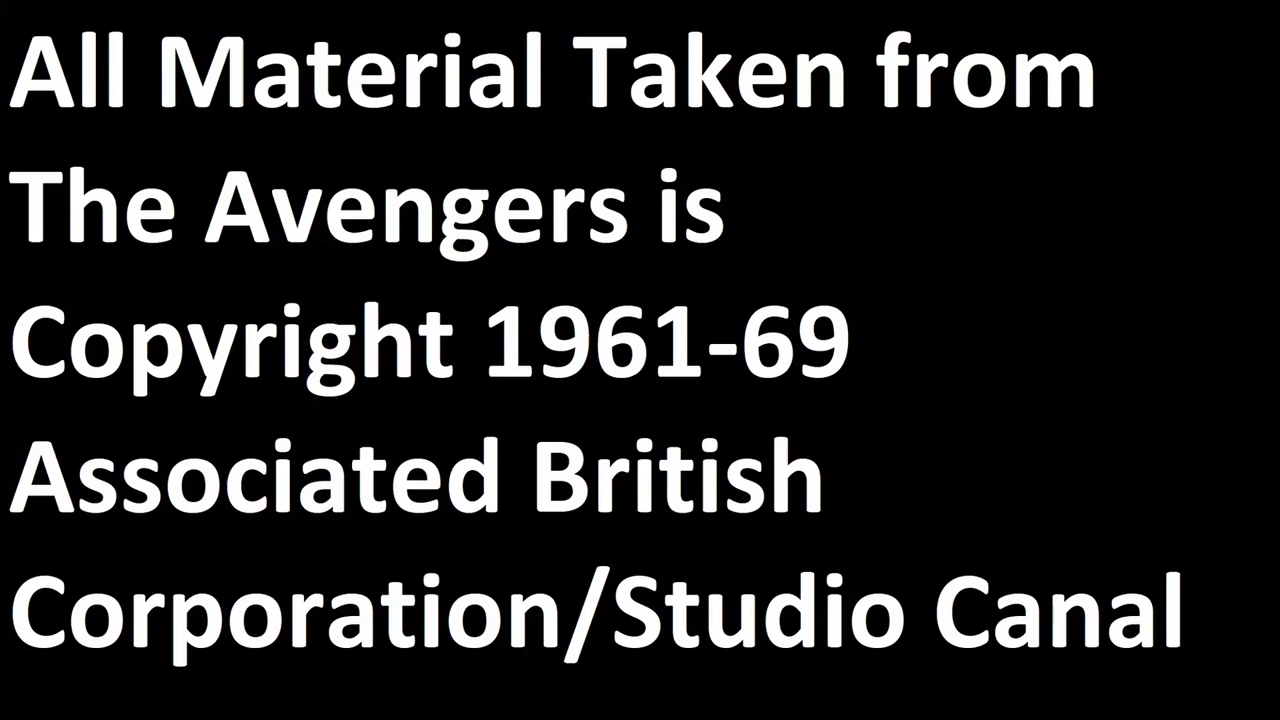 All Material Taken from
The Avengers is
Copyright 1961-69
Associated British
Corporation/Studio Canal